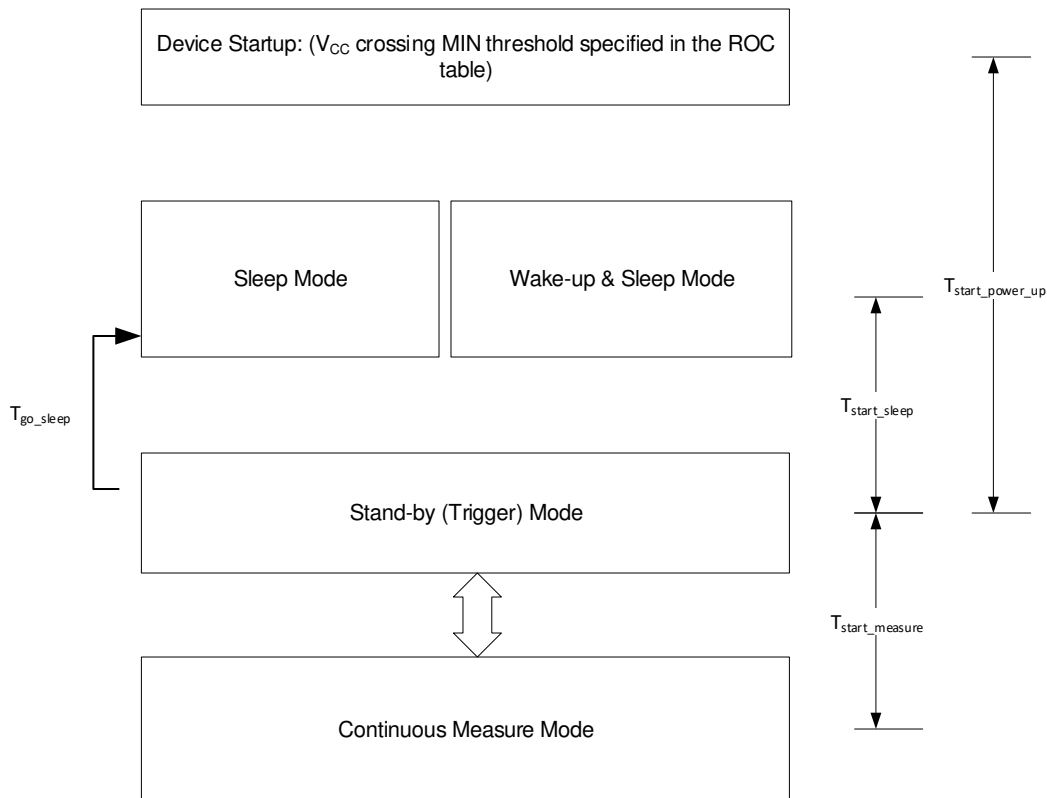 Device Startup: (VCC crossing MIN threshold specified in the ROC
table)
Sleep Mode
Wake-up & Sleep Mode
Tstart_power_up
Tgo_sleep
Tstart_sleep
Stand-by (Trigger) Mode
Tstart_measure
Continuous Measure Mode